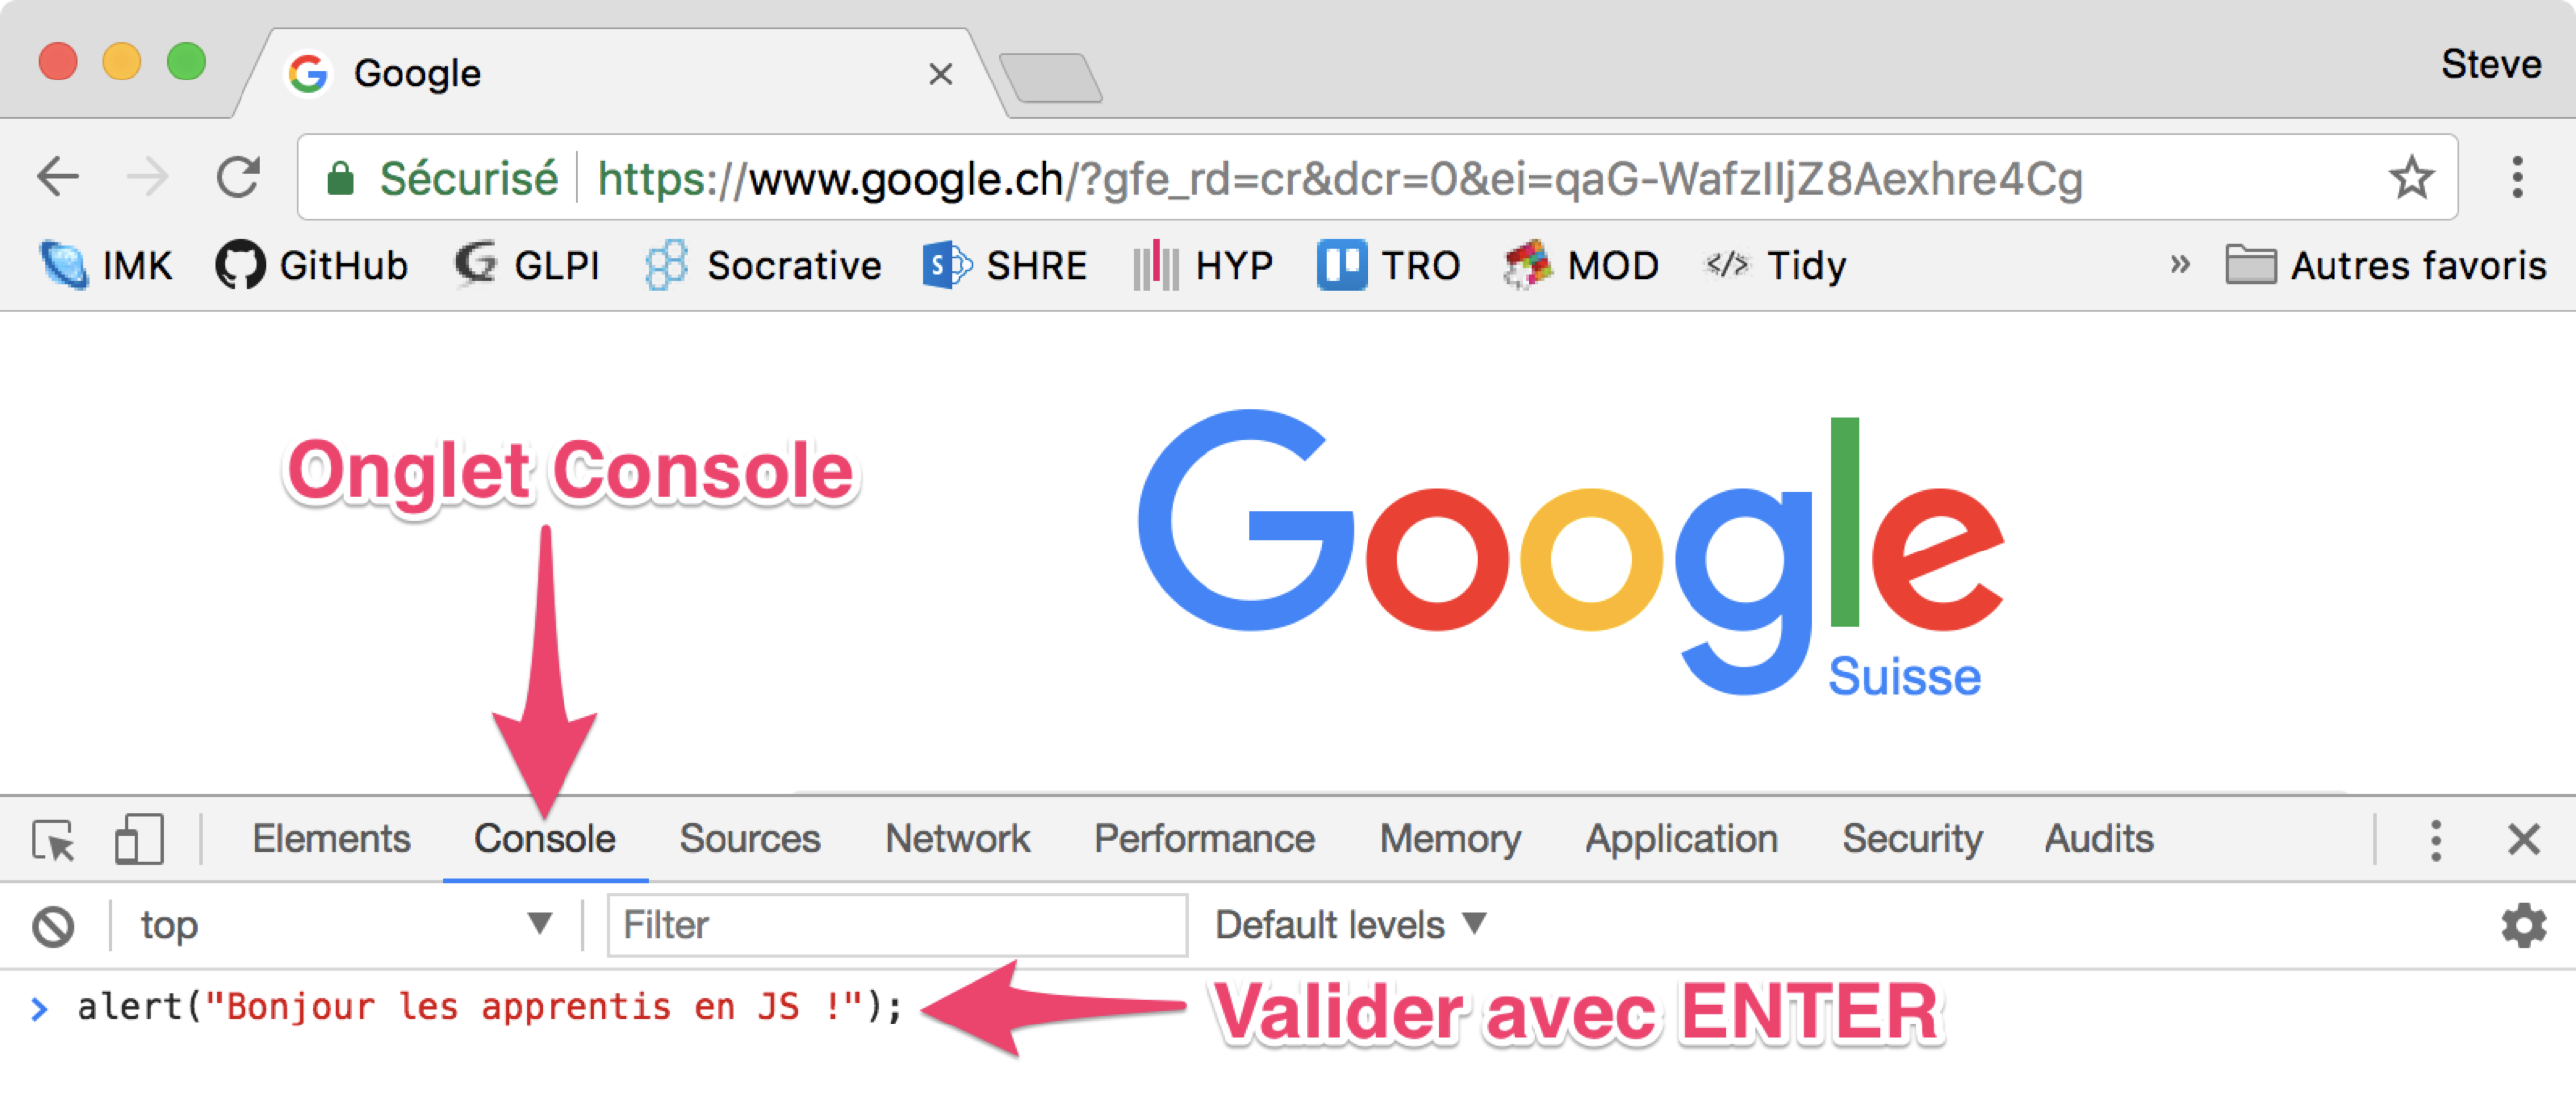 Google
Steve
Sécurisé https://www.google.ch/?gfe_rd=cr&dcr=0&ei=qaG-WafzIIjZ8Aexhre4Cg
IMK GitHub GLPI Socrative SHRE HYP TRO MOD </> Tidy » Autres favoris
Google
Suisse
Onglet Console
Elements Console Sources Network Performance Memory Application Security Audits
top Filter Default levels
> alert("Bonjour les apprentis en JS !");
Valider avec ENTER